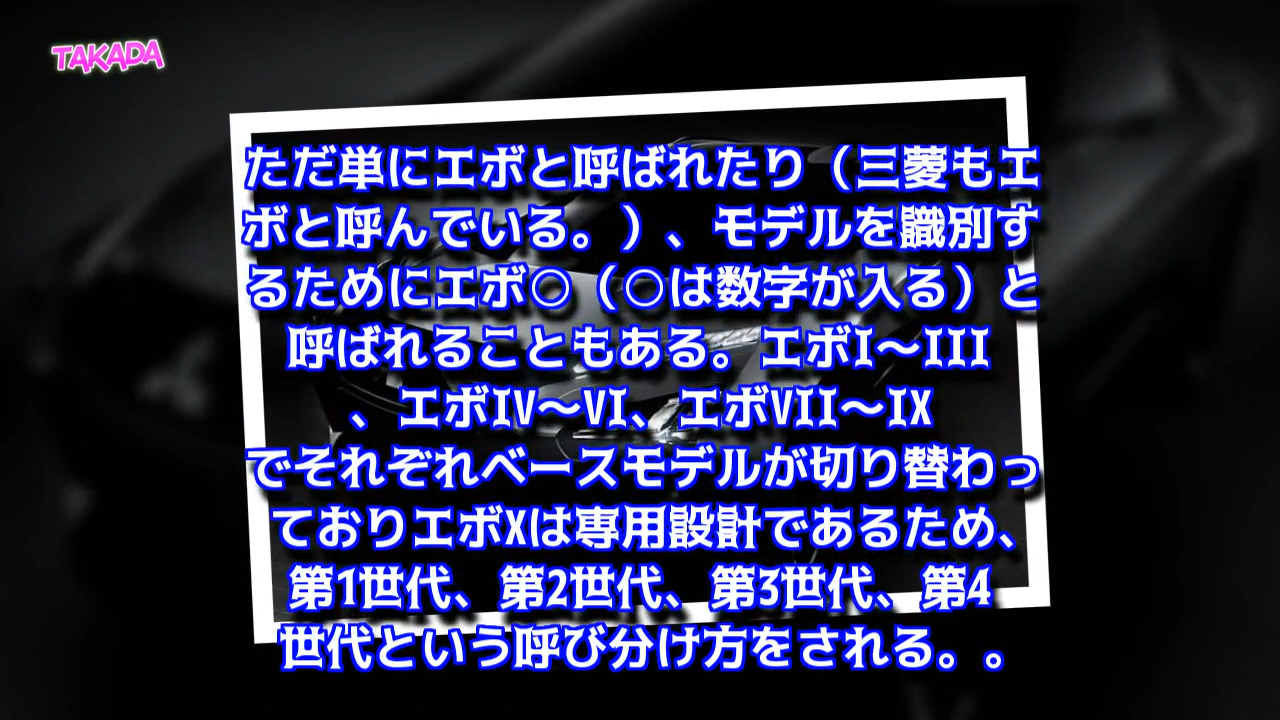 TAKADA
ただ単にエボと呼ばれたり（三菱もエ
ボと呼んでいる。）、モデルを識別す
るためにエボ○（○は数字が入る）と
呼ばれることもある。エボI～III
、エボIV～VI、エボVII～IX
でそれぞれベースモデルが切り替わっ
ておりエボXは専用設計であるため、
第1世代、第2世代、第3世代、第4
世代という呼び分け方をされる。。